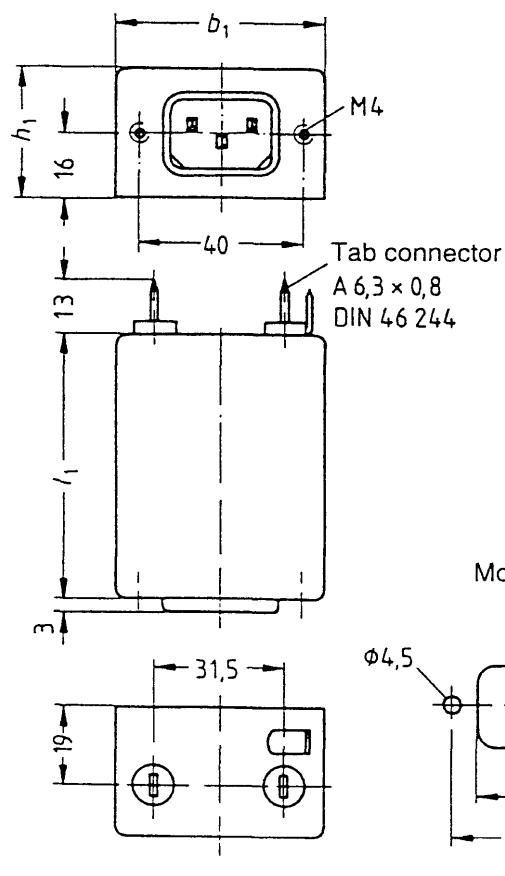 b₁
h₁
16
M4
40
Tab connector
A 6,3 × 0,8
DIN 46 244
13
l₁
3
Mo
31,5
19
φ4,5